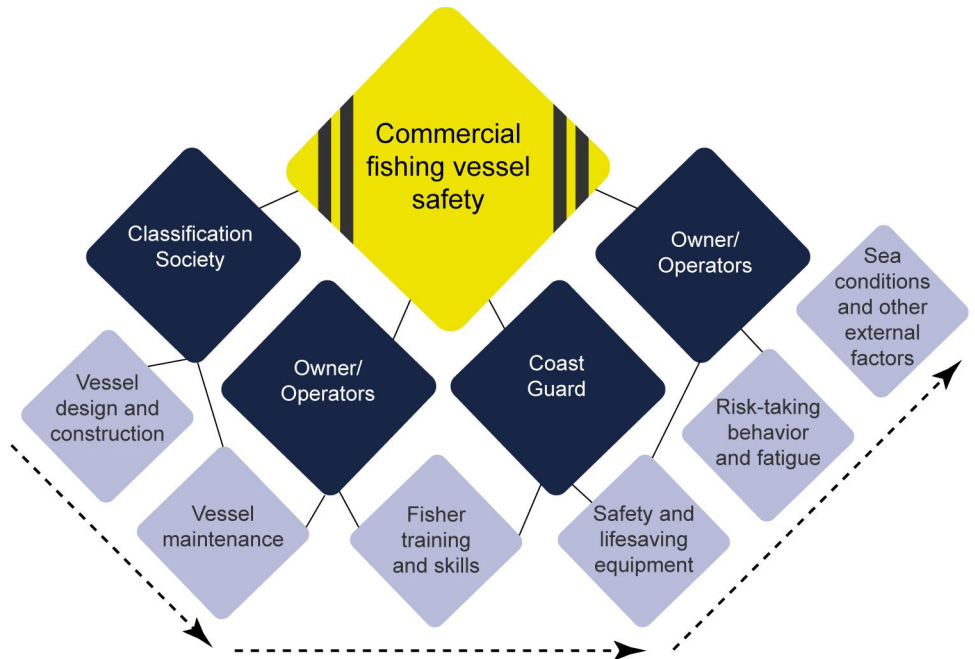 Commercial
fishing vessel
safety
Classification
Society
Owner/
Operators
Coast
Guard
Owner/
Operators
Vessel
design and
construction
Vessel
maintenance
Fisher
training
and skills
Safety and
lifesaving
equipment
Risk-taking
behavior
and fatigue
Sea
conditions
and other
external
factors